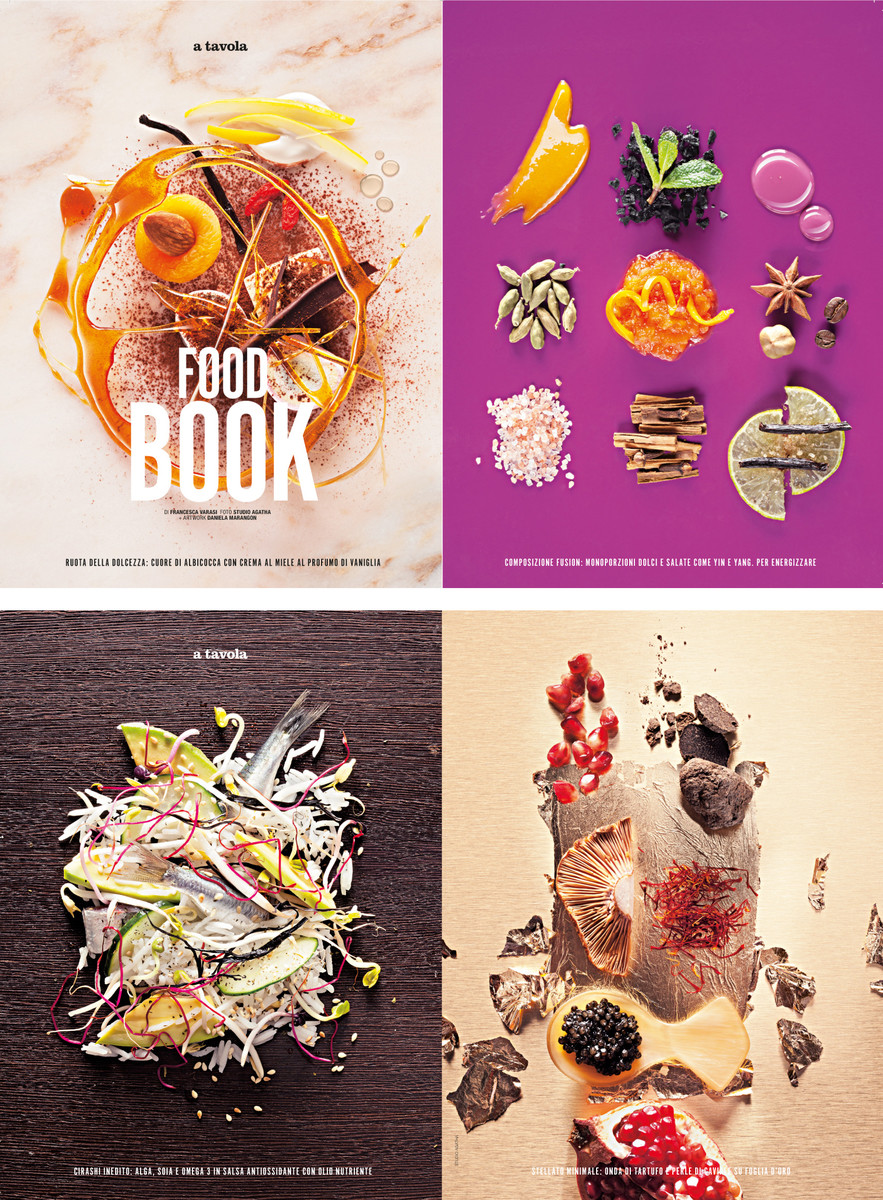 a tavola
FOOD
BOOK
DI FRANCESCA VARASI FOTO STUDIO AGATHA
+ ARTWORK DANIELA MARANGON
RUOTA DELLA DOLCEZZA: CUORE DI ALBICOCCA CON CREMA AL MIELE AL PROFUMO DI VANIGLIA
COMPOSIZIONE FUSION: MONOPORZIONI DOLCI E SALATE COME YIN E YANG. PER ENERGIZZARE
a tavola
CIRASHI INEDITO: ALGA, SOIA E OMEGA 3 IN SALSA ANTIOSSIDANTE CON OLIO NUTRIENTE
STELLATO MINIMALE: ONDA DI TARTUFO E PERLE DI CAVIALE SU FOGLIA D'ORO